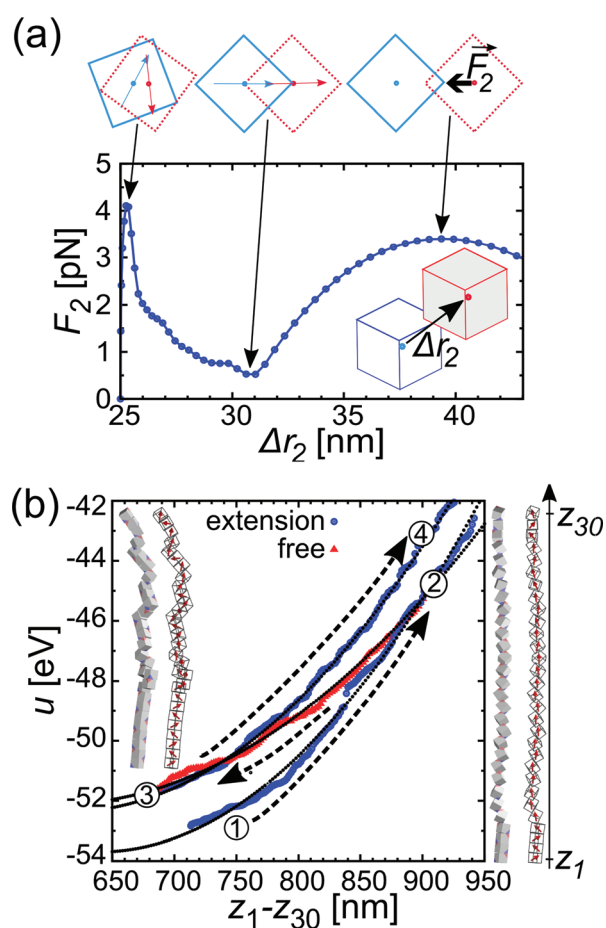 (a)
F₂
5
4
3
2
1
0
F₂ [pN]
Δr₂
25
30
35
40
Δr₂ [nm]
(b)
-42
-44
-46
-48
-50
-52
-54
u [eV]
extension
free
④
②
③
①
650
700
750
800
850
900
950
z₁-z₃₀ [nm]
z₃₀
z₁